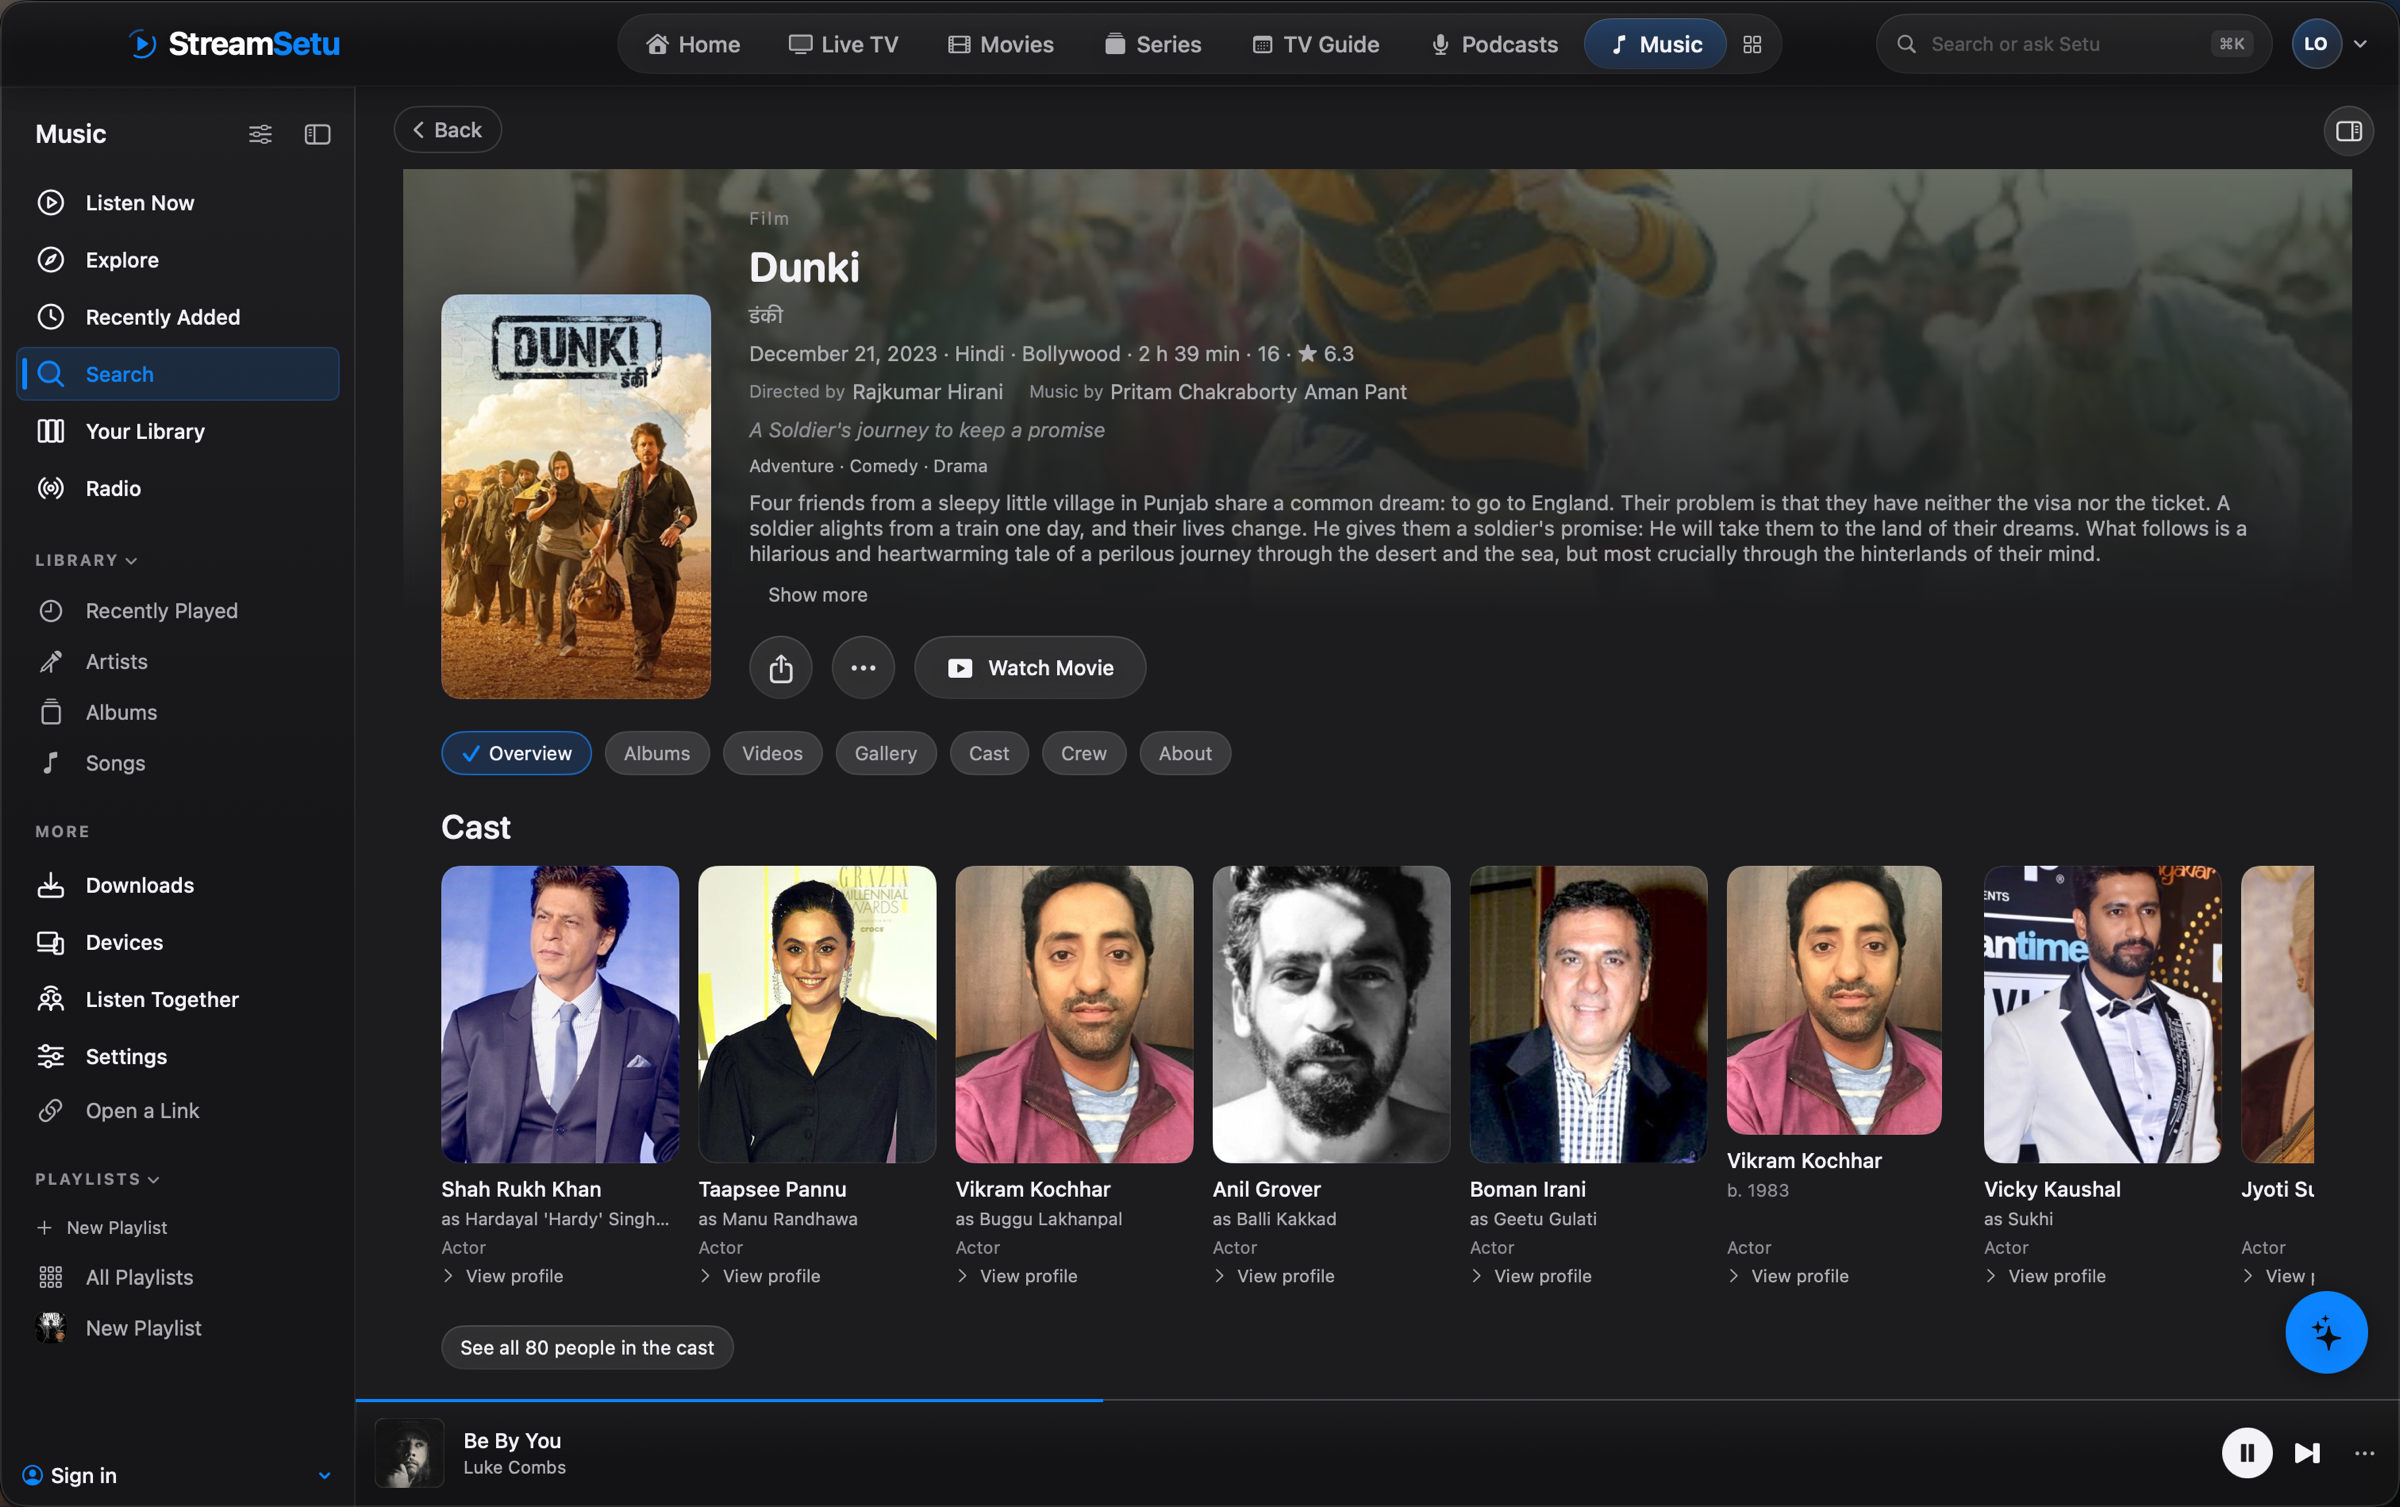 StreamSetu
Home
Live TV
Movies
Series
TV Guide
Podcasts
Music
Search or ask Setu
⌘K
LO
Music
Listen Now
Explore
Recently Added
Search
Your Library
Radio
LIBRARY
Recently Played
Artists
Albums
Songs
MORE
Downloads
Devices
Listen Together
Settings
Open a Link
PLAYLISTS
New Playlist
All Playlists
New Playlist
Sign in
Back
Film
Dunki
डंकी
December 21, 2023 · Hindi · Bollywood · 2 h 39 min · 16 · ★ 6.3
Directed by Rajkumar Hirani Music by Pritam Chakraborty Aman Pant
A Soldier's journey to keep a promise
Adventure · Comedy · Drama
Four friends from a sleepy little village in Punjab share a common dream: to go to England. Their problem is that they have neither the visa nor the ticket. A
soldier alights from a train one day, and their lives change. He gives them a soldier's promise: He will take them to the land of their dreams. What follows is a
hilarious and heartwarming tale of a perilous journey through the desert and the sea, but most crucially through the hinterlands of their mind.
Show more
Watch Movie
DUNKI
डंकी
Overview
Albums
Videos
Gallery
Cast
Crew
About
Cast
GRAZIA
MILLENNIAL
AWARDS
crocs
ENTS
antime
Shah Rukh Khan
as Hardayal 'Hardy' Singh...
Actor
View profile
Taapsee Pannu
as Manu Randhawa
Actor
View profile
Vikram Kochhar
as Buggu Lakhanpal
Actor
View profile
Anil Grover
as Balli Kakkad
Actor
View profile
Boman Irani
as Geetu Gulati
Actor
View profile
Vikram Kochhar
b. 1983
Actor
View profile
Vicky Kaushal
as Sukhi
Actor
View profile
Jyoti Su
Actor
View
See all 80 people in the cast
Be By You
Luke Combs